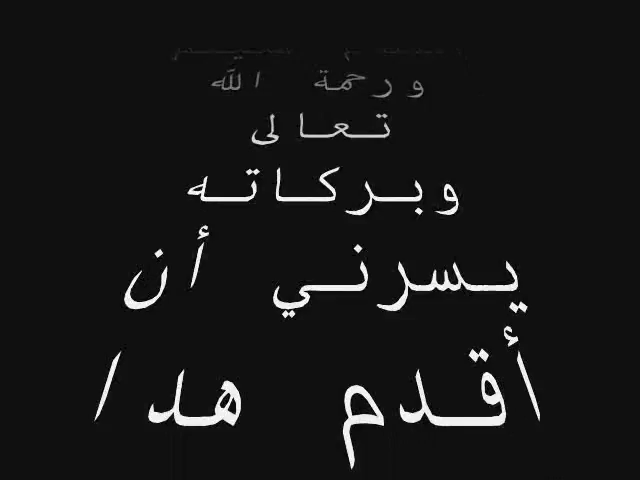 ورحمة الله
تعالى
وبركاته
يسرني أن
أقدم هدا